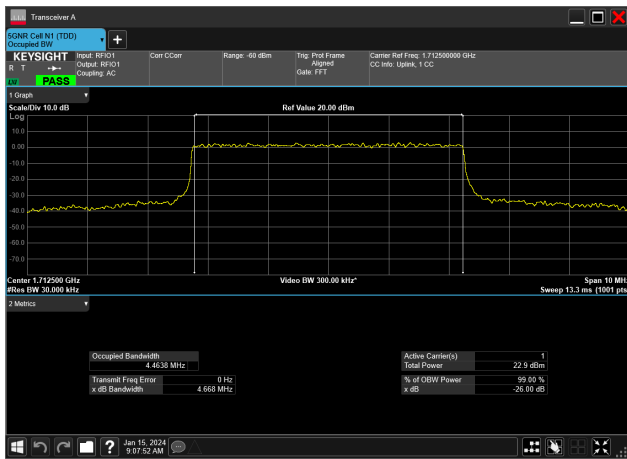 Transceiver A
5GNR Cell N1 (TDD)
Occupied BW
KEYSIGHT
R T
LXI
PASS
Input: RFIO1
Output: RFIO1
Coupling: AC
Corr CCorr
Range: -60 dBm
Trig: Prot Frame
Aligned
Gate: FFT
Carrier Ref Freq: 1.712500000 GHz
CC Info: Uplink, 1 CC
1 Graph
Scale/Div 10.0 dB
Ref Value 20.00 dBm
Log
10.0
0.00
-10.0
-20.0
-30.0
-40.0
-50.0
-60.0
-70.0
Center 1.712500 GHz
Video BW 300.00 kHz*
Span 10 MH
#Res BW 30.000 kHz
Sweep 13.3 ms (1001 pts
2 Metrics
Occupied Bandwidth
4.4638 MHz
Transmit Freq Error 0 Hz
x dB Bandwidth 4.668 MHz
Active Carrier(s) 1
Total Power 22.9 dBm
% of OBW Power 99.00 %
x dB -26.00 dB
Jan 15, 2024
9:07:52 AM